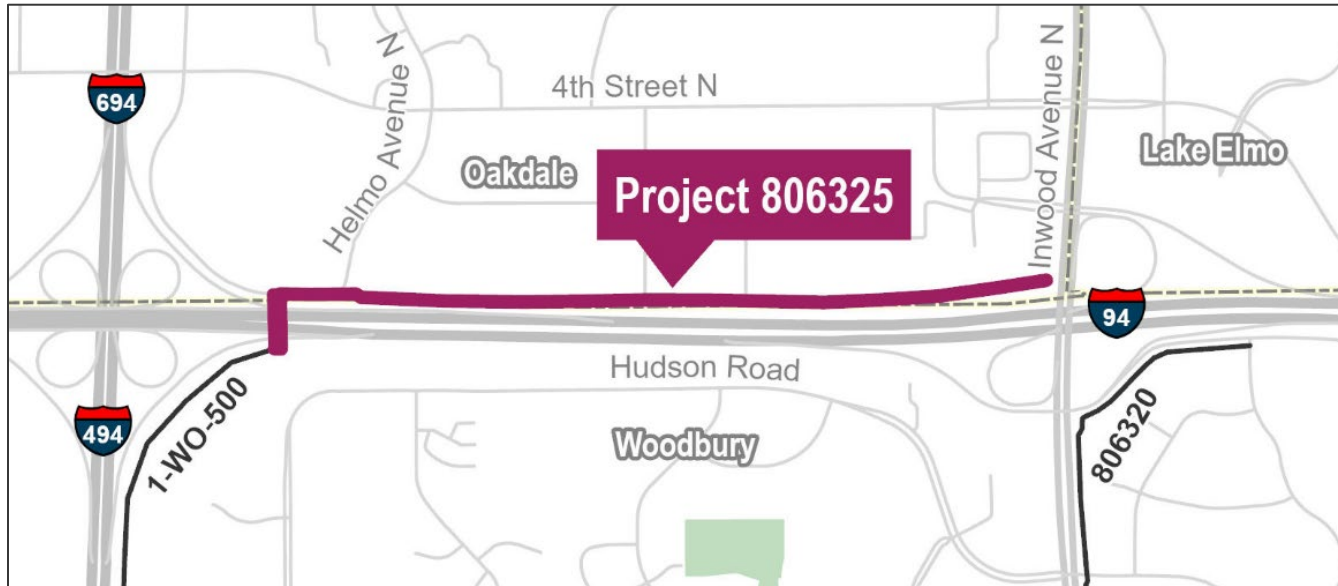 694
Helmo Avenue N
4th Street N
Inwood Avenue N
Lake Elmo
Oakdale
Project 806325
94
Hudson Road
494
1-WO-500
Woodbury
806320